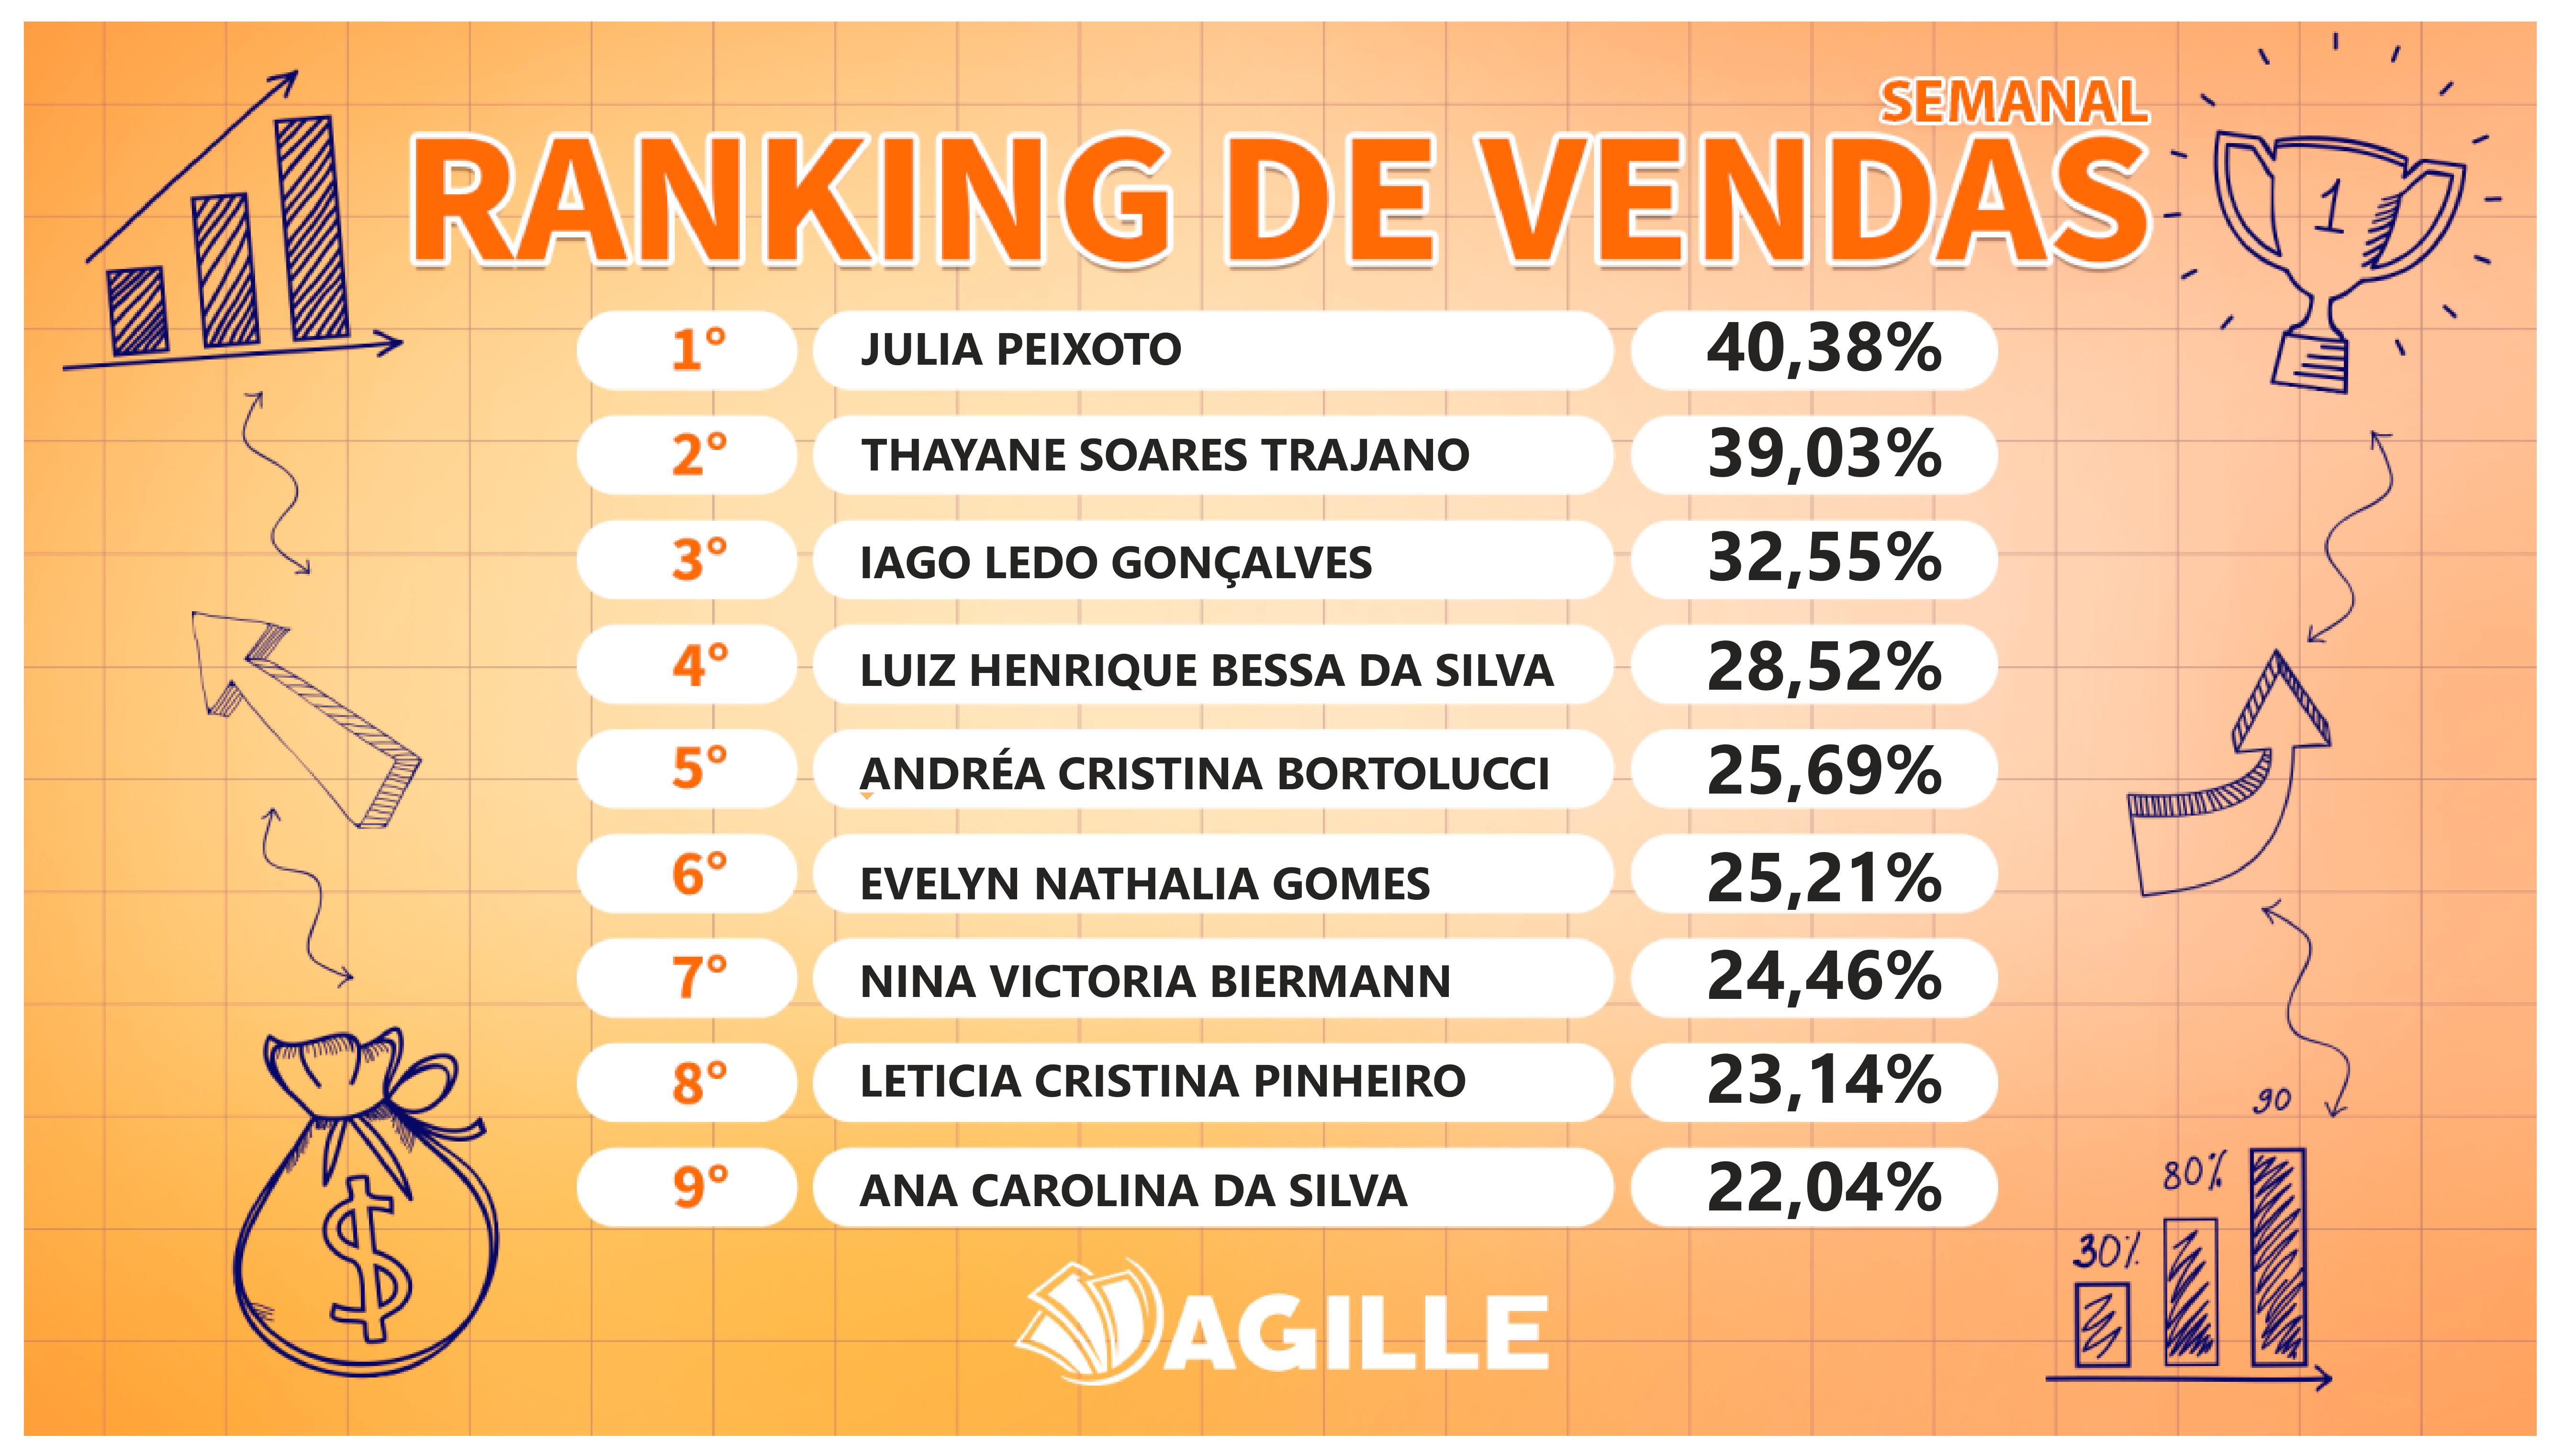 SEMANAL
RANKING DE VENDAS
1
1° JULIA PEIXOTO 40,38%
2° THAYANE SOARES TRAJANO 39,03%
3° IAGO LEDO GONÇALVES 32,55%
4° LUIZ HENRIQUE BESSA DA SILVA 28,52%
5° ANDRÉA CRISTINA BORTOLUCCI 25,69%
6° EVELYN NATHALIA GOMES 25,21%
7° NINA VICTORIA BIERMANN 24,46%
8° LETICIA CRISTINA PINHEIRO 23,14%
9° ANA CAROLINA DA SILVA 22,04%
90
80%
30%
$
AGILLE